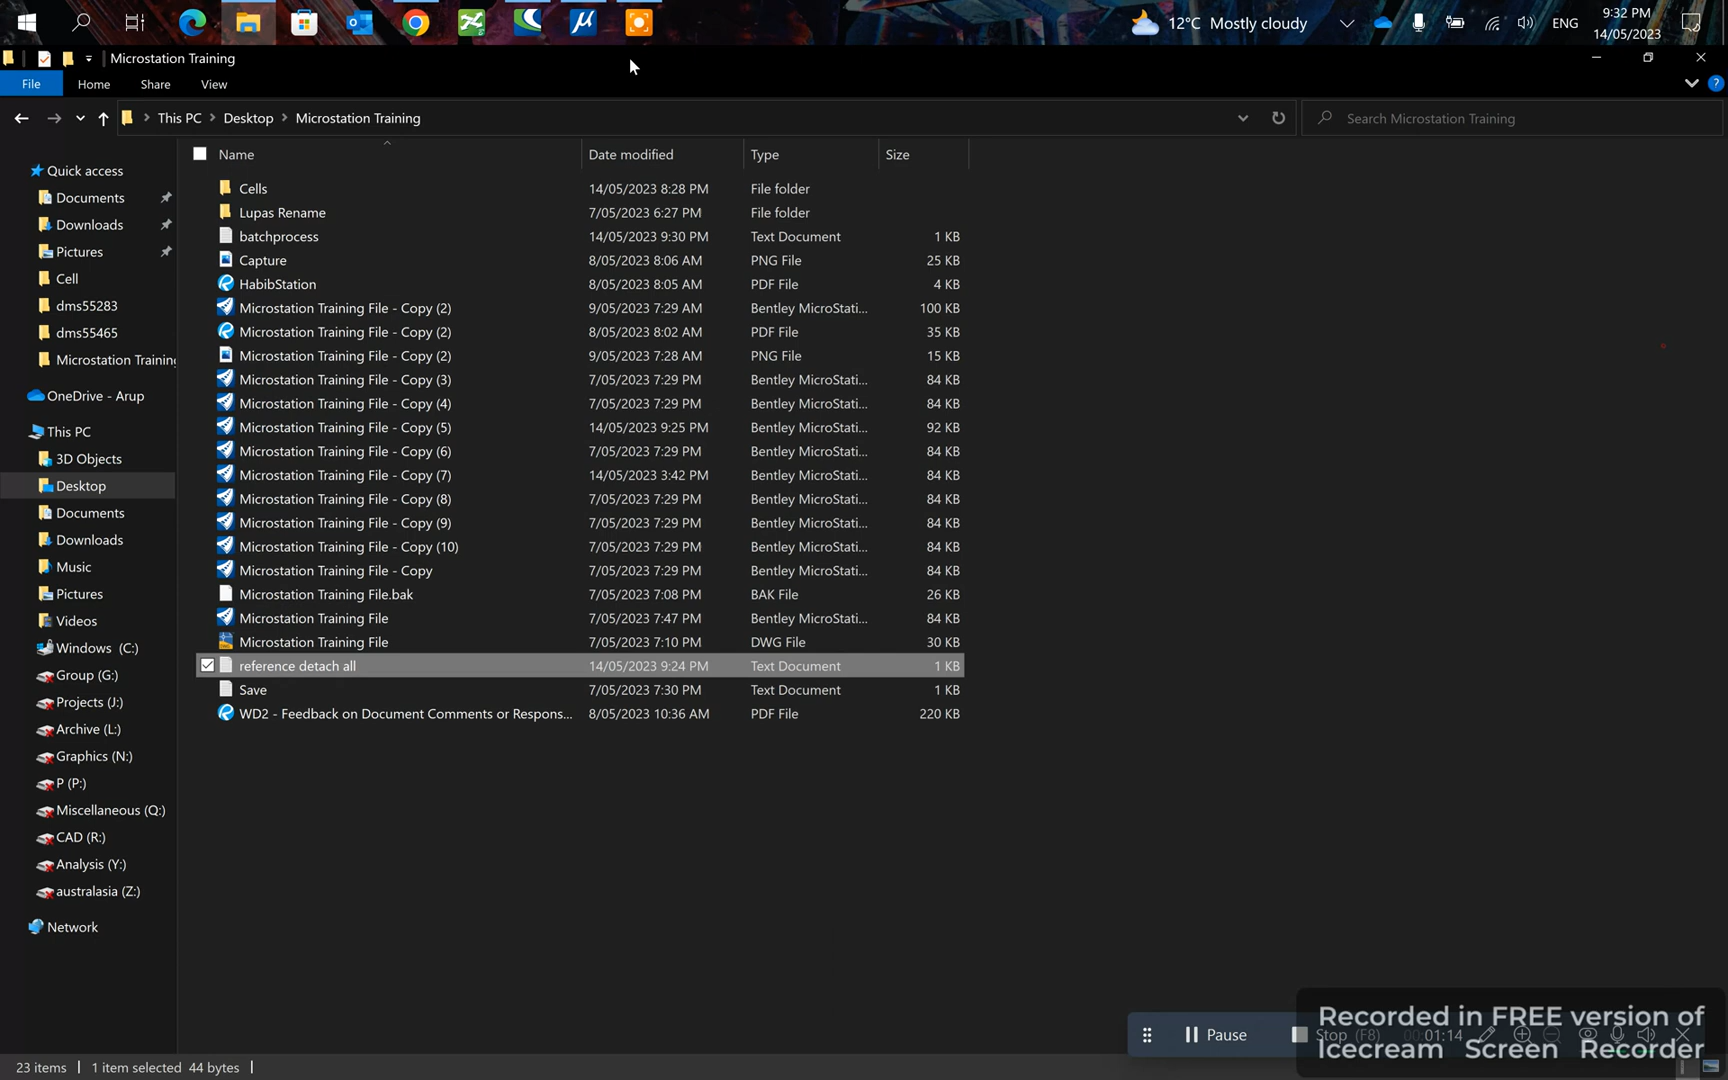 12°C Mostly cloudy
ENG
9:32 PM
14/05/2023
Microstation Training
File Home Share View
This PC Desktop Microstation Training
Search Microstation Training
Name Date modified Type Size
Quick access
Documents
Downloads
Pictures
Cell
dms55283
dms55465
Microstation Training
OneDrive - Arup
This PC
3D Objects
Desktop
Documents
Downloads
Music
Pictures
Videos
Windows (C:)
Group (G:)
Projects (J:)
Archive (L:)
Graphics (N:)
P (P:)
Miscellaneous (Q:)
CAD (R:)
Analysis (Y:)
australasia (Z:)
Network
Cells 14/05/2023 8:28 PM File folder
Lupas Rename 7/05/2023 6:27 PM File folder
batchprocess 14/05/2023 9:30 PM Text Document 1 KB
Capture 8/05/2023 8:06 AM PNG File 25 KB
HabibStation 8/05/2023 8:05 AM PDF File 4 KB
Microstation Training File - Copy (2) 9/05/2023 7:29 AM Bentley MicroStati... 100 KB
Microstation Training File - Copy (2) 8/05/2023 8:02 AM PDF File 35 KB
Microstation Training File - Copy (2) 9/05/2023 7:28 AM PNG File 15 KB
Microstation Training File - Copy (3) 7/05/2023 7:29 PM Bentley MicroStati... 84 KB
Microstation Training File - Copy (4) 7/05/2023 7:29 PM Bentley MicroStati... 84 KB
Microstation Training File - Copy (5) 14/05/2023 9:25 PM Bentley MicroStati... 92 KB
Microstation Training File - Copy (6) 7/05/2023 7:29 PM Bentley MicroStati... 84 KB
Microstation Training File - Copy (7) 14/05/2023 3:42 PM Bentley MicroStati... 84 KB
Microstation Training File - Copy (8) 7/05/2023 7:29 PM Bentley MicroStati... 84 KB
Microstation Training File - Copy (9) 7/05/2023 7:29 PM Bentley MicroStati... 84 KB
Microstation Training File - Copy (10) 7/05/2023 7:29 PM Bentley MicroStati... 84 KB
Microstation Training File - Copy 7/05/2023 7:29 PM Bentley MicroStati... 84 KB
Microstation Training File.bak 7/05/2023 7:08 PM BAK File 26 KB
Microstation Training File 7/05/2023 7:47 PM Bentley MicroStati... 84 KB
Microstation Training File 7/05/2023 7:10 PM DWG File 30 KB
reference detach all 14/05/2023 9:24 PM Text Document 1 KB
Save 7/05/2023 7:30 PM Text Document 1 KB
WD2 - Feedback on Document Comments or Respons... 8/05/2023 10:36 AM PDF File 220 KB
Pause Stop (F8) 00:01:14
Recorded in FREE version of
Icecream Screen Recorder
23 items 1 item selected 44 bytes